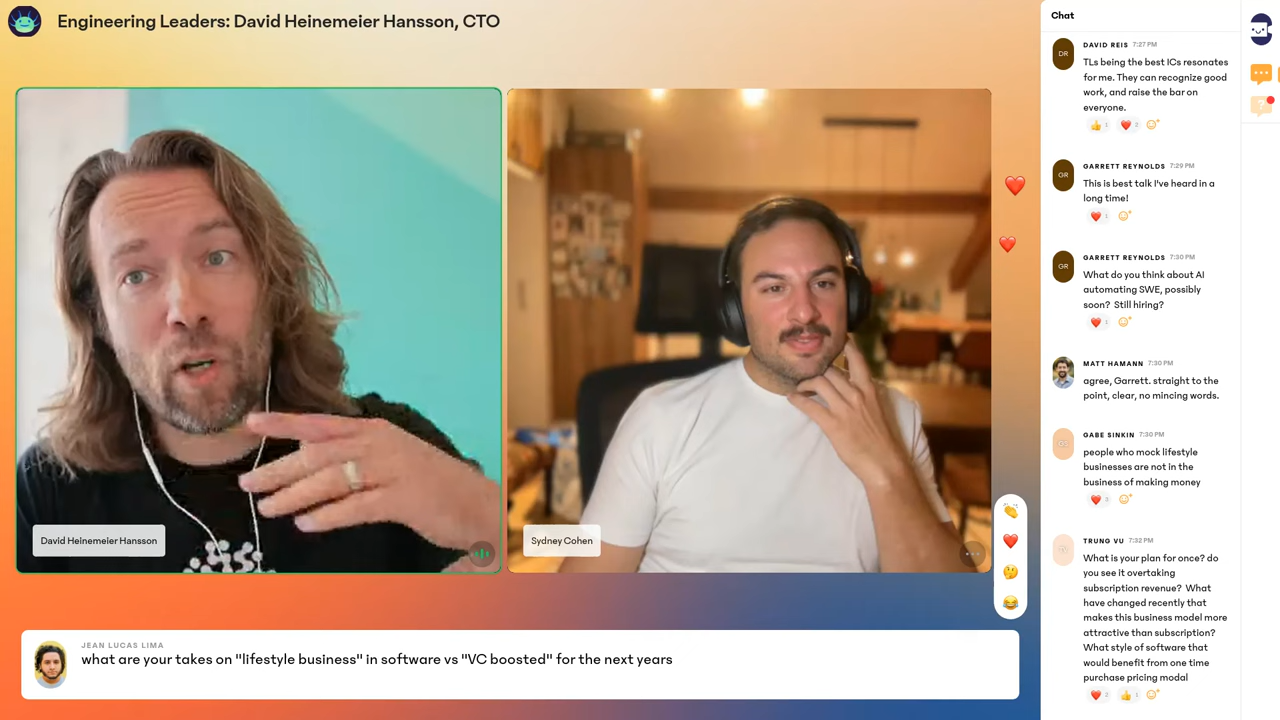 Engineering Leaders: David Heinemeier Hansson, CTO
David Heinemeier Hansson
Sydney Cohen
JEAN LUCAS LIMA
what are your takes on "lifestyle business" in software vs "VC boosted" for the next years
Chat
DR
DAVID REIS 7:27 PM
TLs being the best ICs resonates
for me. They can recognize good
work, and raise the bar on
everyone.
GR
GARRETT REYNOLDS 7:29 PM
This is best talk I've heard in a
long time!
GR
GARRETT REYNOLDS 7:30 PM
What do you think about AI
automating SWE, possibly
soon? Still hiring?
MATT HAMANN 7:30 PM
agree, Garrett. straight to the
point, clear, no mincing words.
GABE SINKIN 7:30 PM
people who mock lifestyle
businesses are not in the
business of making money
TRUNG VU 7:32 PM
What is your plan for once? do
you see it overtaking
subscription revenue? What
have changed recently that
makes this business model more
attractive than subscription?
What style of software that
would benefit from one time
purchase pricing modal